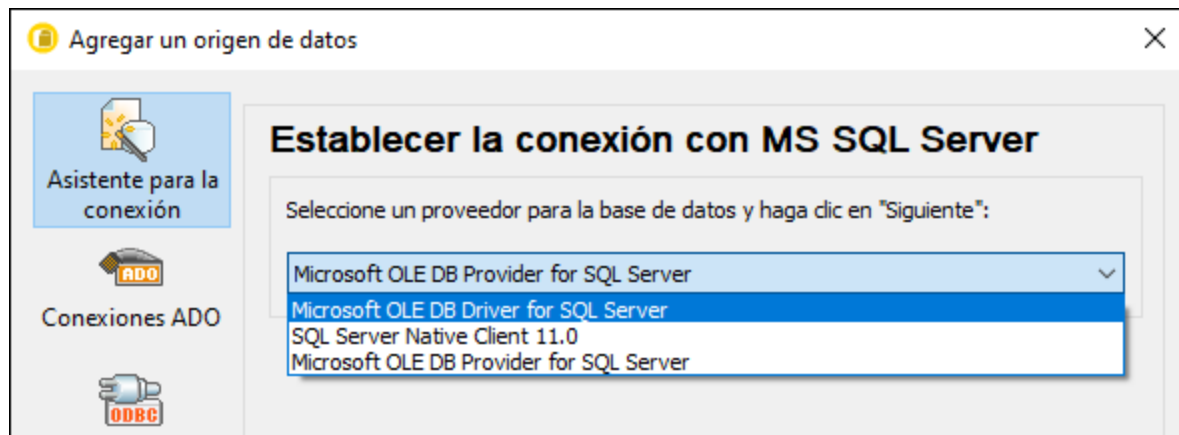 Agregar un origen de datos
Asistente para la
conexión
Conexiones ADO
ADO
ODBC
Establecer la conexión con MS SQL Server
Seleccione un proveedor para la base de datos y haga clic en "Siguiente":
Microsoft OLE DB Provider for SQL Server
Microsoft OLE DB Driver for SQL Server
SQL Server Native Client 11.0
Microsoft OLE DB Provider for SQL Server